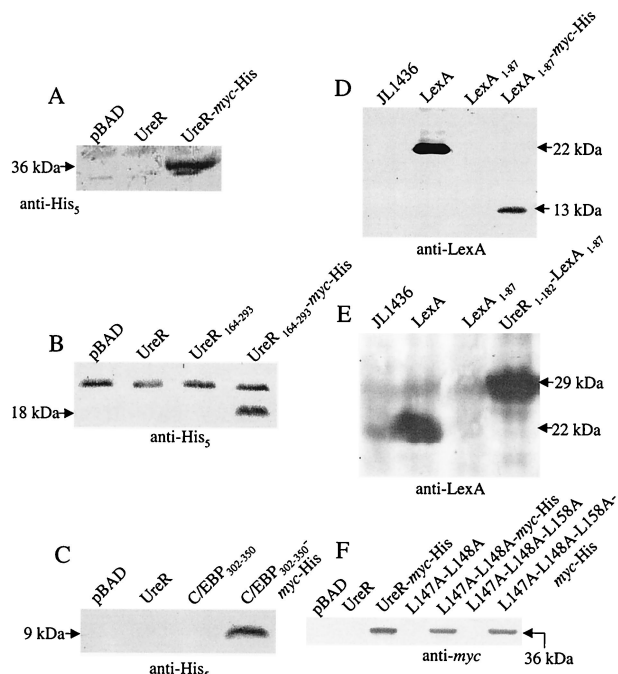 A
pBAD
UreR
UreR-myc-His
36 kDa
anti-His5
B
pBAD
UreR
UreR 164-293
UreR 164-293-myc-His
18 kDa
anti-His5
C
pBAD
UreR
C/EBP 302-350
C/EBP 302-350-
myc-His
9 kDa
anti-His5
D
JL1436
LexA
LexA 1-87
LexA 1-87-myc-His
22 kDa
13 kDa
anti-LexA
E
JL1436
LexA
LexA 1-87
UreR 1-182-LexA 1-87
29 kDa
22 kDa
anti-LexA
F
pBAD
UreR
UreR-myc-His
L147A-L148A
L147A-L148A-myc-His
L147A-L148A-L158A
L147A-L148A-L158A-
myc-His
anti-myc
36 kDa